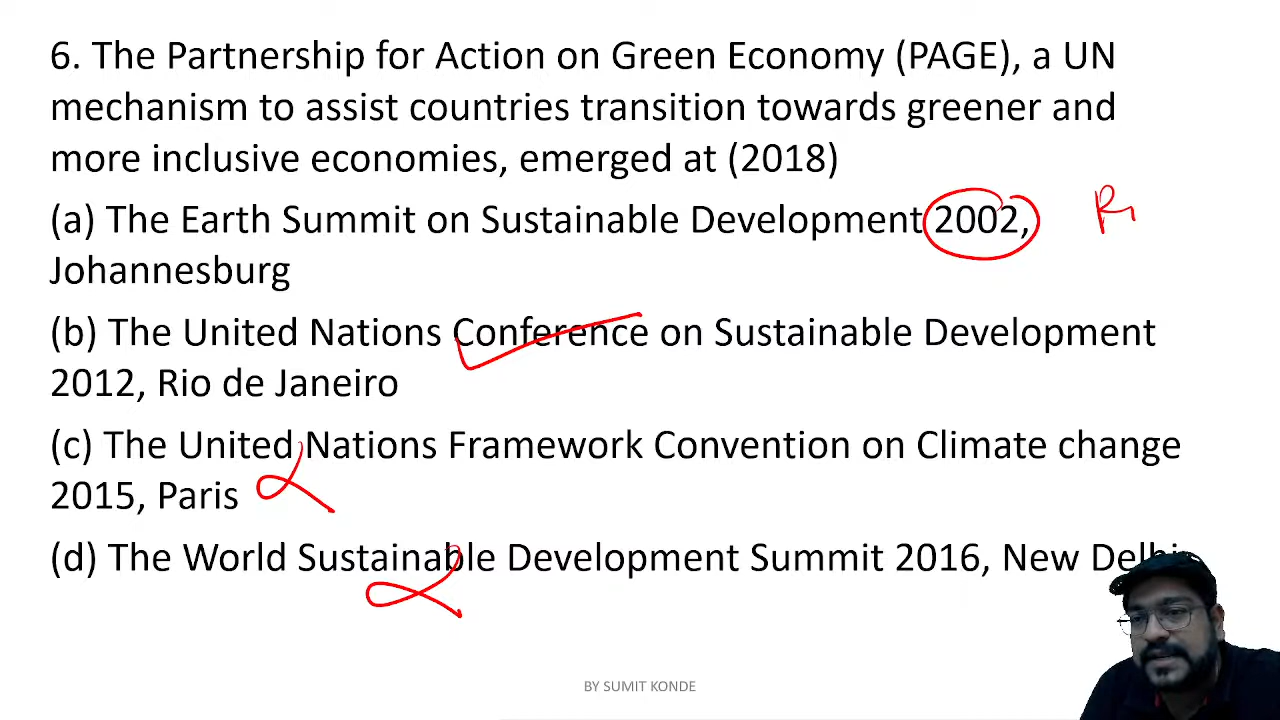 6. The Partnership for Action on Green Economy (PAGE), a UN
mechanism to assist countries transition towards greener and
more inclusive economies, emerged at (2018)
(a) The Earth Summit on Sustainable Development 2002,
Johannesburg
(b) The United Nations Conference on Sustainable Development
2012, Rio de Janeiro
(c) The United Nations Framework Convention on Climate change
2015, Paris
(d) The World Sustainable Development Summit 2016, New Delhi
BY SUMIT KONDE